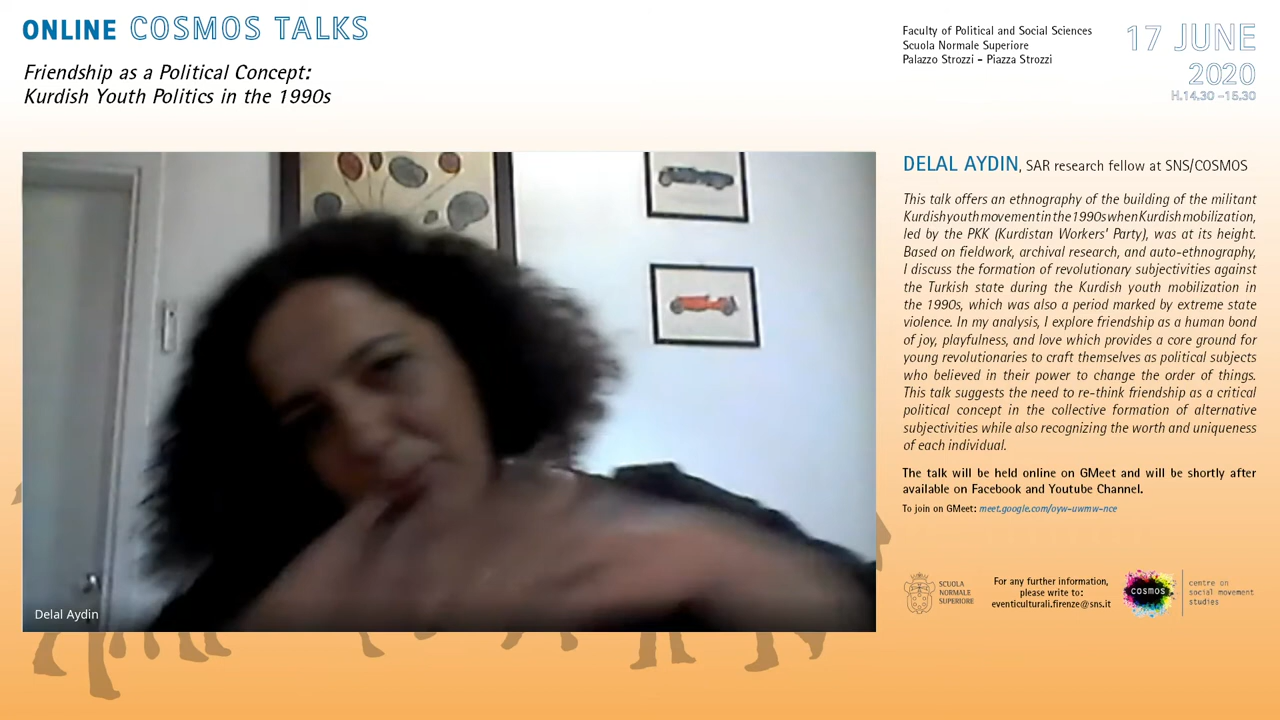 ONLINE COSMOS TALKS
Friendship as a Political Concept:
Kurdish Youth Politics in the 1990s
Faculty of Political and Social Sciences
Scuola Normale Superiore
Palazzo Strozzi - Piazza Strozzi
17 JUNE
2020
H.14.30 -15.30
DELAL AYDIN, SAR research fellow at SNS/COSMOS
This talk offers an ethnography of the building of the militant
Kurdish youth movement in the 1990s when Kurdish mobilization,
led by the PKK (Kurdistan Workers' Party), was at its height.
Based on fieldwork, archival research, and auto-ethnography,
I discuss the formation of revolutionary subjectivities against
the Turkish state during the Kurdish youth mobilization in
the 1990s, which was also a period marked by extreme state
violence. In my analysis, I explore friendship as a human bond
of joy, playfulness, and love which provides a core ground for
young revolutionaries to craft themselves as political subjects
who believed in their power to change the order of things.
This talk suggests the need to re-think friendship as a critical
political concept in the collective formation of alternative
subjectivities while also recognizing the worth and uniqueness
of each individual.
The talk will be held online on GMeet and will be shortly after
available on Facebook and Youtube Channel.
To join on GMeet: meet.google.com/oyw-uwmw-nce
Delal Aydin
SCUOLA
NORMALE
SUPERIORE
For any further information,
please write to:
eventiculturali.firenze@sns.it
cosmos
centre on
social movement
studies